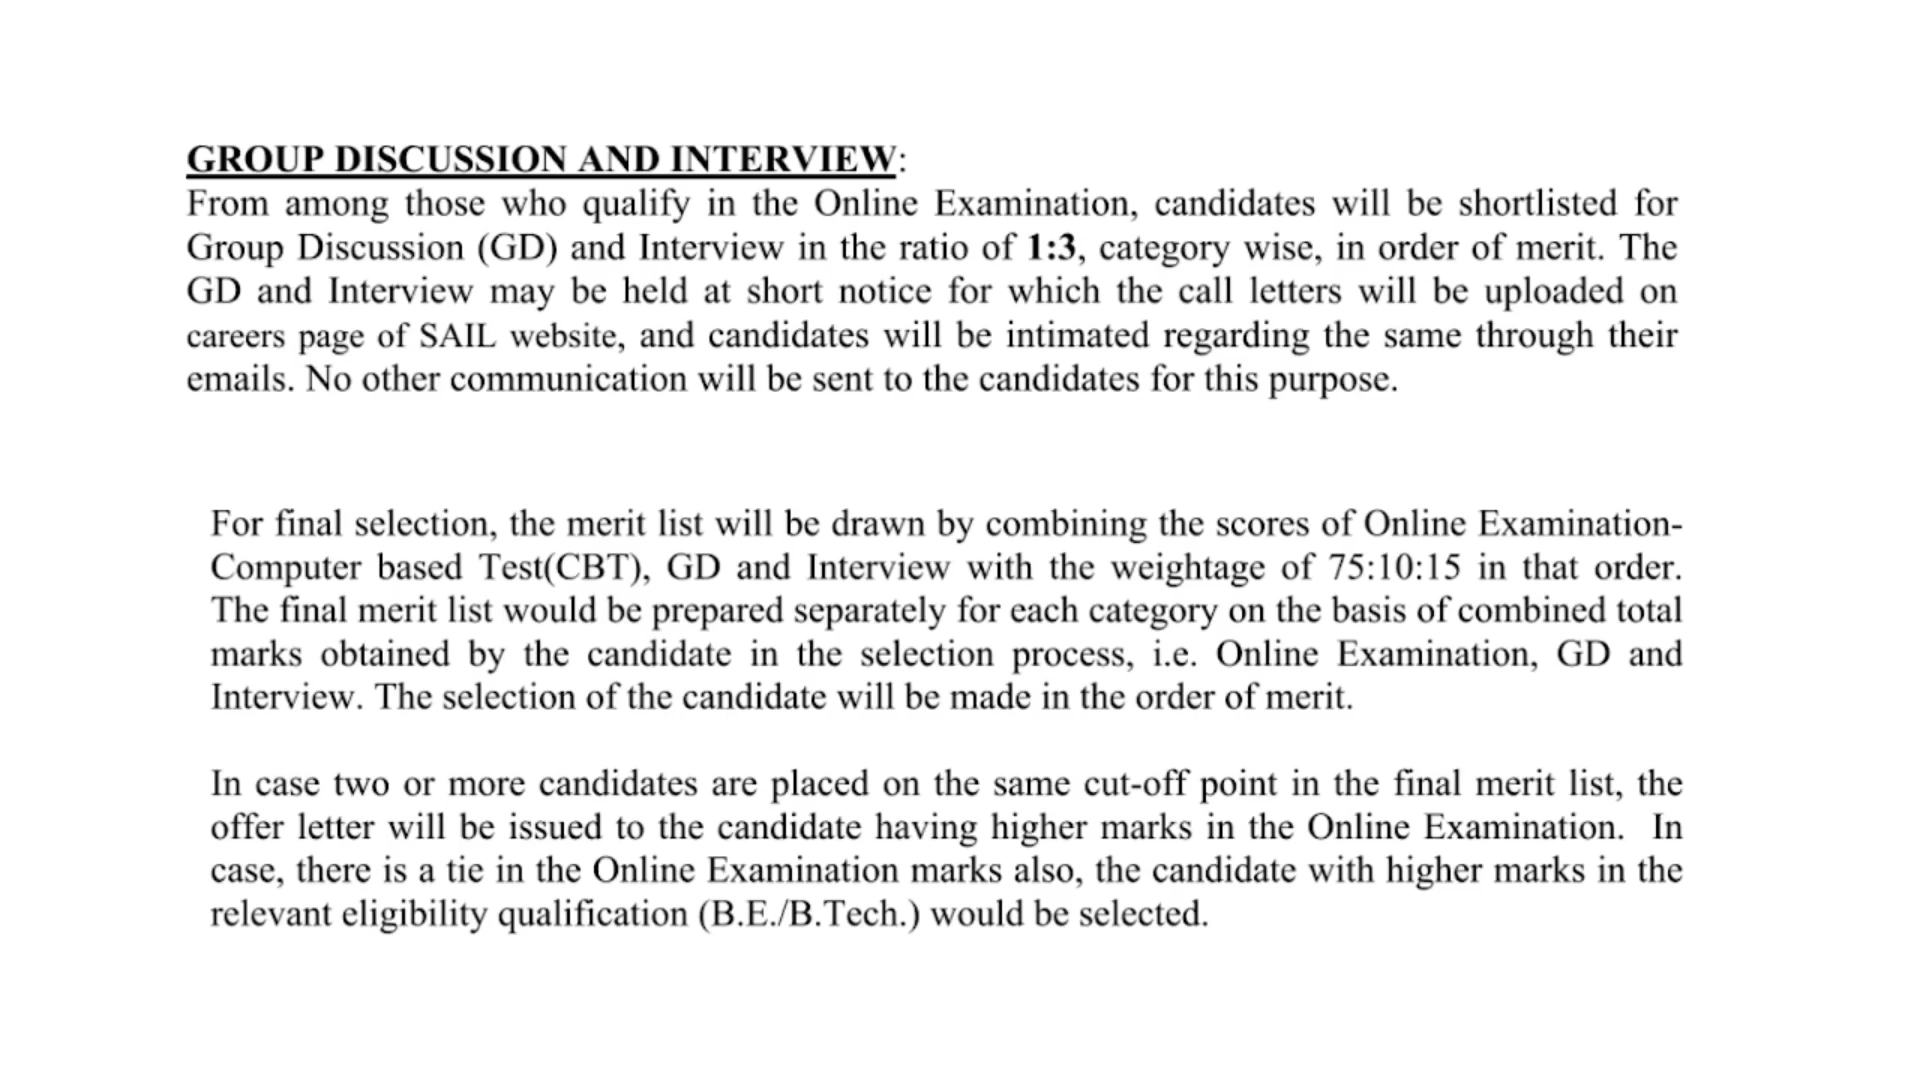 GROUP DISCUSSION AND INTERVIEW:
From among those who qualify in the Online Examination, candidates will be shortlisted for
Group Discussion (GD) and Interview in the ratio of 1:3, category wise, in order of merit. The
GD and Interview may be held at short notice for which the call letters will be uploaded on
careers page of SAIL website, and candidates will be intimated regarding the same through their
emails. No other communication will be sent to the candidates for this purpose.
For final selection, the merit list will be drawn by combining the scores of Online Examination-
Computer based Test(CBT), GD and Interview with the weightage of 75:10:15 in that order.
The final merit list would be prepared separately for each category on the basis of combined total
marks obtained by the candidate in the selection process, i.e. Online Examination, GD and
Interview. The selection of the candidate will be made in the order of merit.
In case two or more candidates are placed on the same cut-off point in the final merit list, the
offer letter will be issued to the candidate having higher marks in the Online Examination. In
case, there is a tie in the Online Examination marks also, the candidate with higher marks in the
relevant eligibility qualification (B.E./B.Tech.) would be selected.